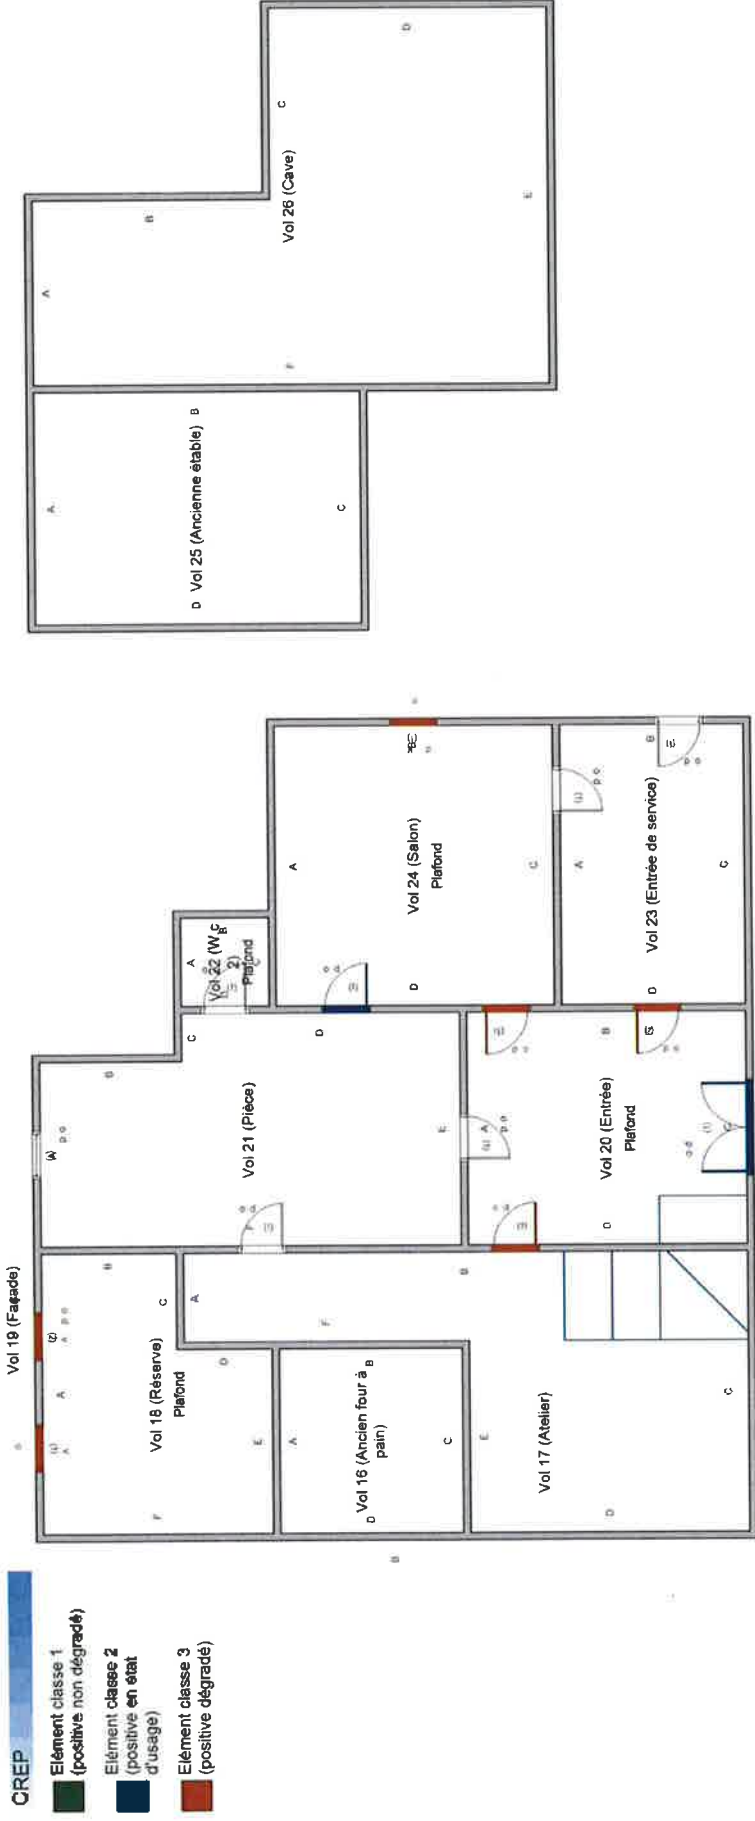 CREP
Elément classe 1
(positive non dégradé)
Elément classe 2
(positive en état
d'usage)
Elément classe 3
(positive dégradé)
Vol 19 (Façade)
Vol 18 (Réserve)
Plafond
Vol 16 (Ancien four à
pain)
Vol 17 (Atelier)
Vol 21 (Pièce)
Vol 20 (Entrée)
Plafond
Vol 22 (W
2)
Plafond
Vol 24 (Salon)
Plafond
Vol 23 (Entrée de service)
Vol 25 (Ancienne étable)
Vol 26 (Cave)
A
B
C
D
E
F
A
B
C
D
A
B
C
D
E
F
A
B
C
D
E
F
A
B
C
D
A
B
C
A
C
D
A
B
C
D
A
B
C
D
A
B
C
D
E
F